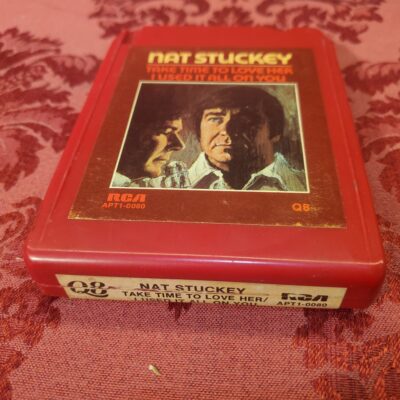 NAT STUCKEY
TAKE TIME TO LOVE HER
I USED IT ALL ON YOU
RCA
APT1-0080
Q8
Q8
NAT STUCKEY
TAKE TIME TO LOVE HER/
I USED IT ALL ON YOU
RCA
APT1-0080